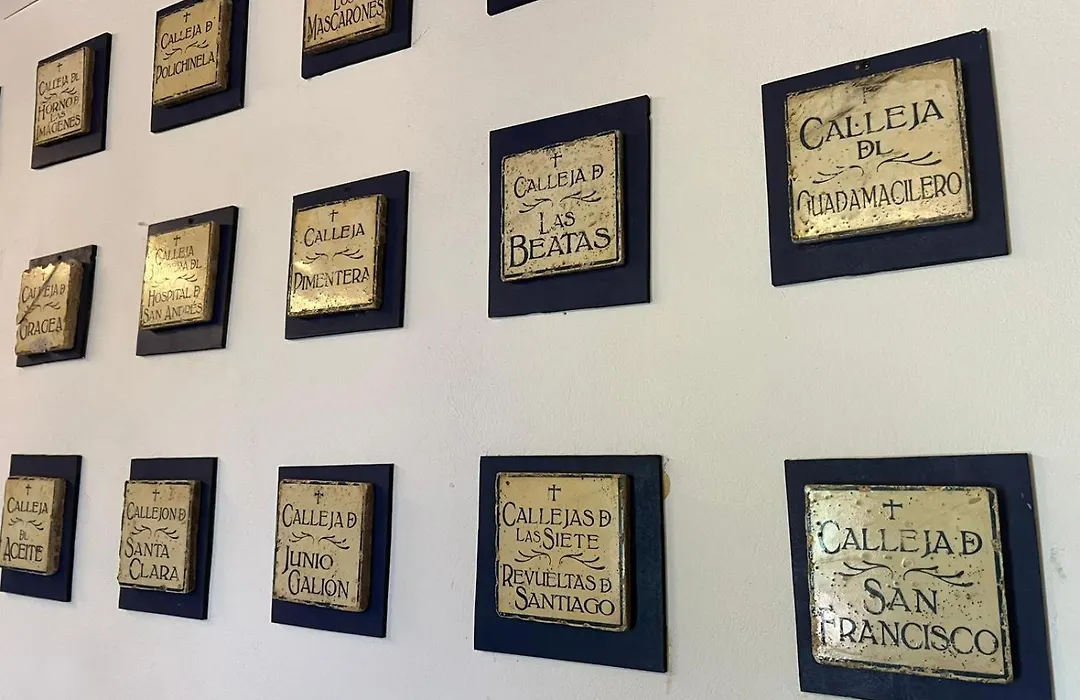 CALLEJA D
POLICHINELA
LOS
MASCARONES
CALLEJA DL
HORNO D
LAS
IMÁGENES
CALLEJA D
LAS
BEATAS
CALLEJA
DL
GUADAMACILERO
CALLEJA D
GRAGEA
CALLEJA
DL
HOSPITAL D
SAN ANDRÉS
CALLEJA
PIMENTERA
CALLEJA
DL
ACEITE
CALLEJON D
SANTA
CLARA
CALLEJA D
JUNIO
GALIÓN
CALLEJAS D
LAS SIETE
REVUELTAS D
SANTIAGO
CALLEJA D
SAN
FRANCISCO